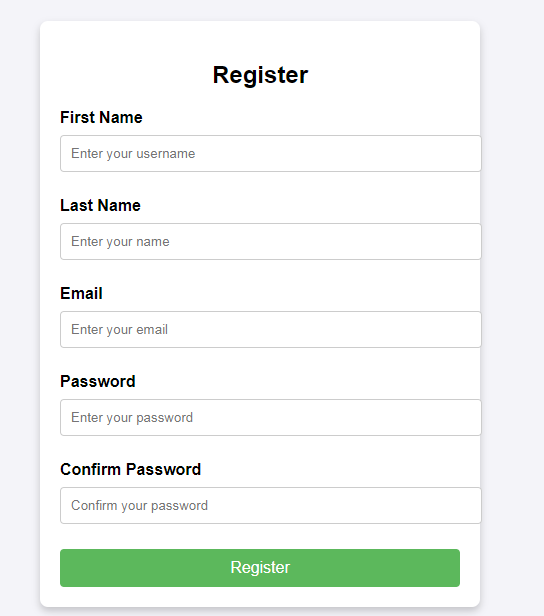 Register
First Name
Enter your username
Last Name
Enter your name
Email
Enter your email
Password
Enter your password
Confirm Password
Confirm your password
Register